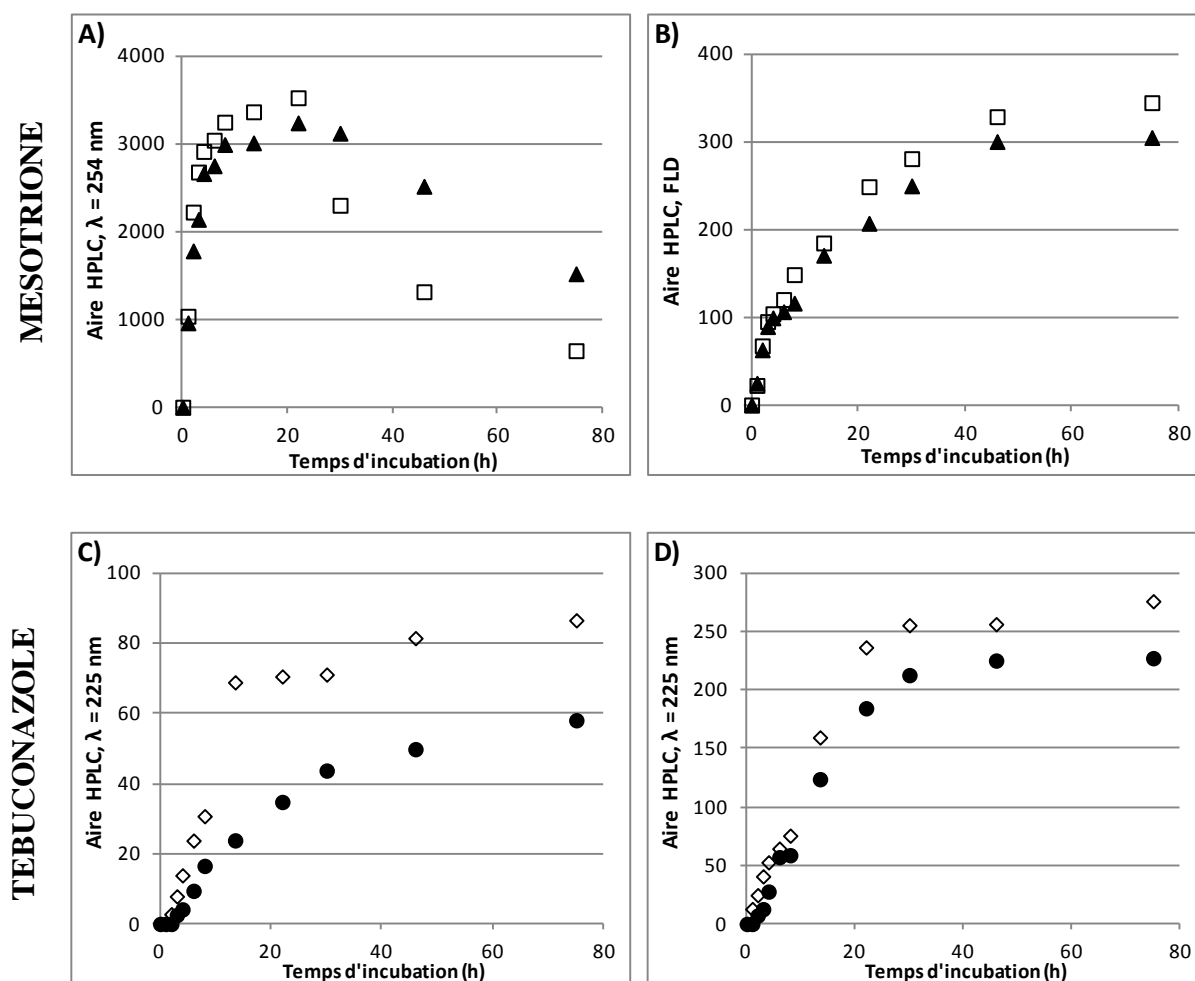 MESOTRIONE
A)
Aire HPLC, λ = 254 nm
4000
3000
2000
1000
0
0 20 40 60 80
Temps d'incubation (h)
B)
Aire HPLC, FLD
400
300
200
100
0
0 20 40 60 80
Temps d'incubation (h)
TEBUCONAZOLE
C)
Aire HPLC, λ = 225 nm
100
80
60
40
20
0
0 20 40 60 80
Temps d'incubation (h)
D)
Aire HPLC, λ = 225 nm
300
250
200
150
100
50
0
0 20 40 60 80
Temps d'incubation (h)